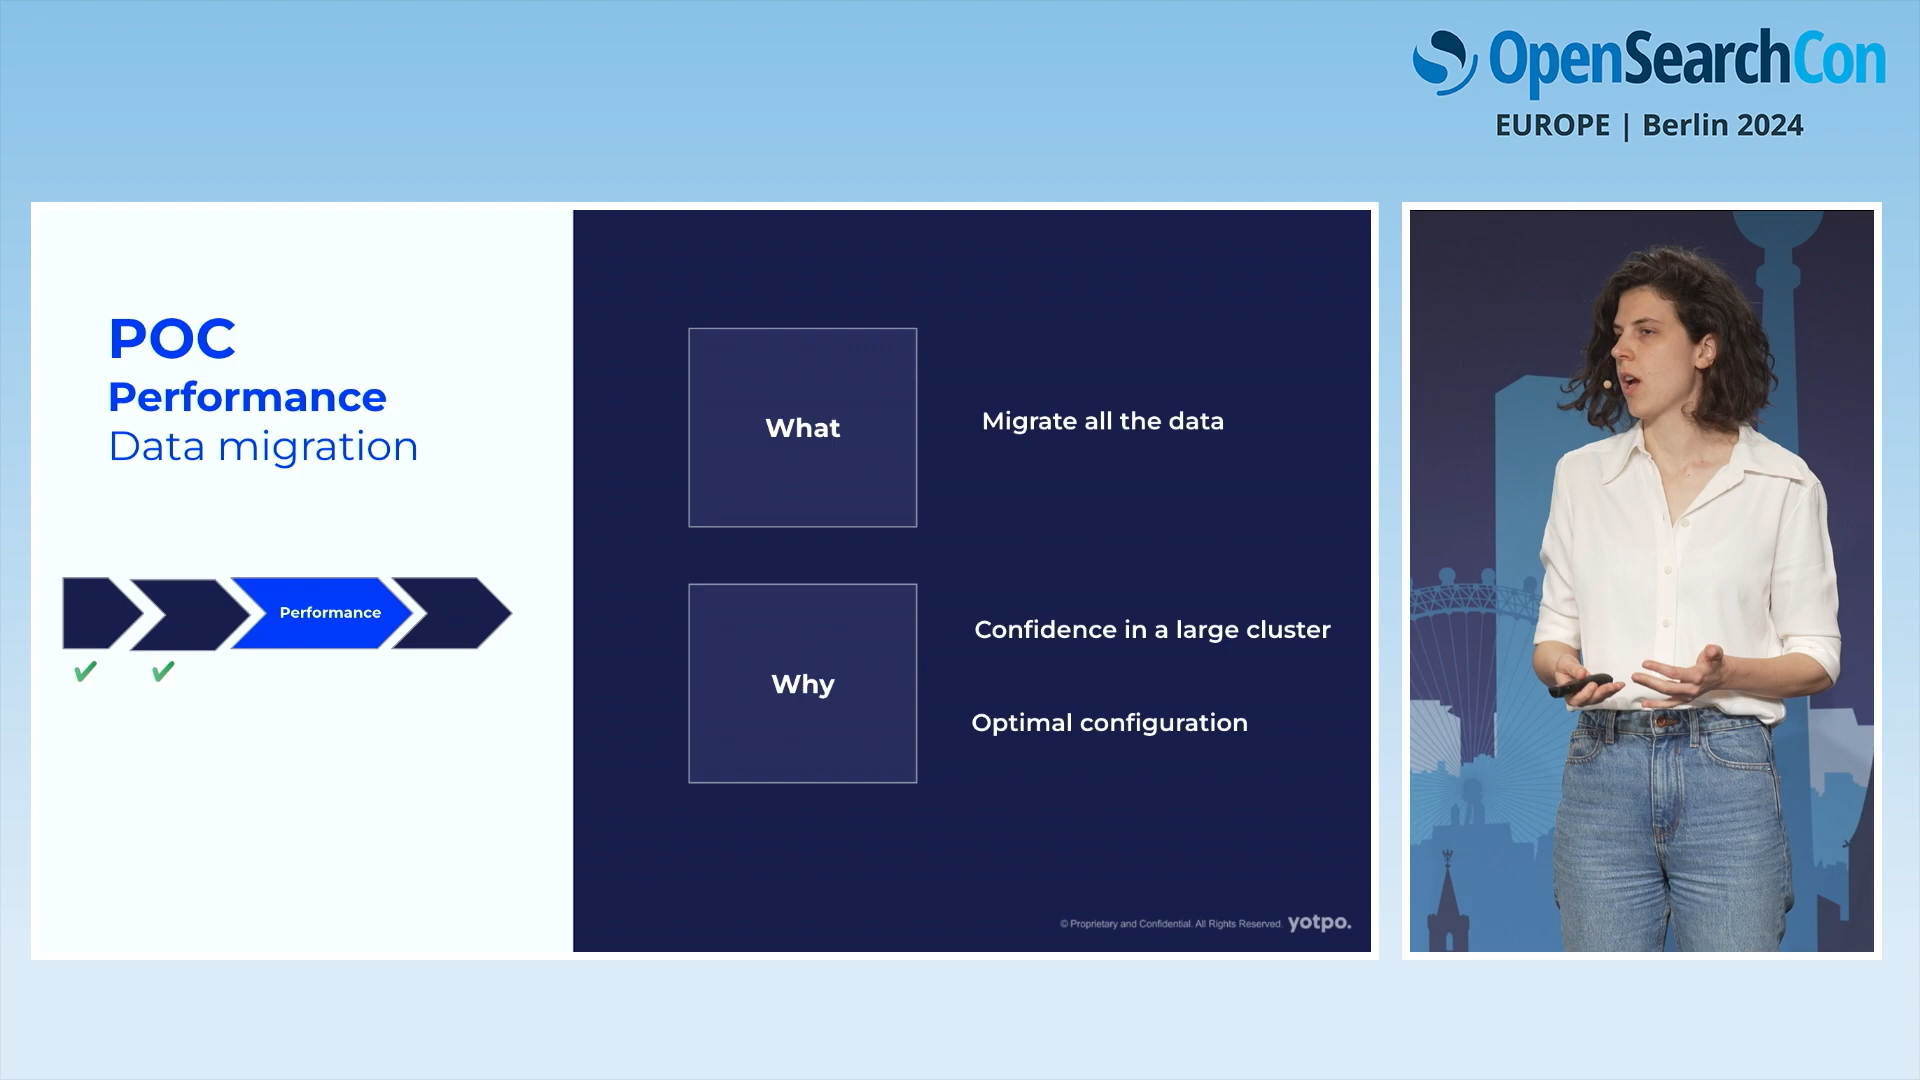 OpenSearchCon
EUROPE | Berlin 2024
POC
Performance
Data migration
Performance
What
Migrate all the data
Why
Confidence in a large cluster
Optimal configuration
© Proprietary and Confidential. All Rights Reserved. yotpo.